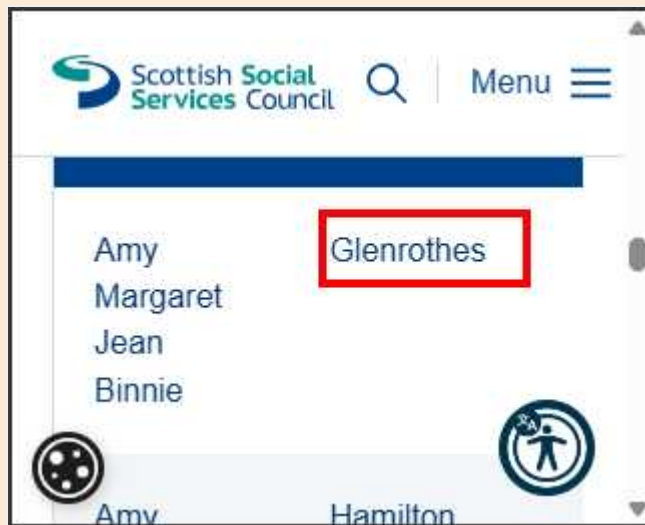 Scottish Social
Services Council
Menu
Amy Glenrothes
Margaret
Jean
Binnie
Amy Hamilton